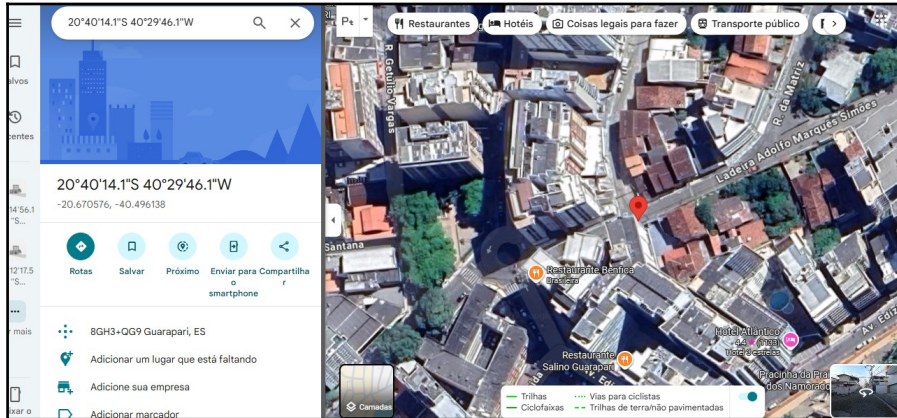 20°40'14.1"S 40°29'46.1"W
Restaurantes
Hotéis
Coisas legais para fazer
Transporte público
alvos
centes
14'56.1
"S...
12'17.5
"S...
r mais
ixar o
20°40'14.1"S 40°29'46.1"W
-20.670576, -40.496138
Rotas
Salvar
Próximo
Enviar para
o
smartphone
Compartilha
r
8GH3+QG9 Guarapari, ES
Adicionar um lugar que está faltando
Adicione sua empresa
Adicionar marcador
R. Getúlio Vargas
R. da Matriz
Ladeira Adolfo Marques Simões
Santana
Restaurante Benfica
Brasileira
Restaurante
Salino Guarapari
Hotel Atlântico
4,4 ★ (1133)
Hotel 3 estrelas
Av. Ediz
Pracinha da Prai
dos Namorado
Camadas
Trilhas
Ciclofaixas
Vias para ciclistas
Trilhas de terra/não pavimentadas